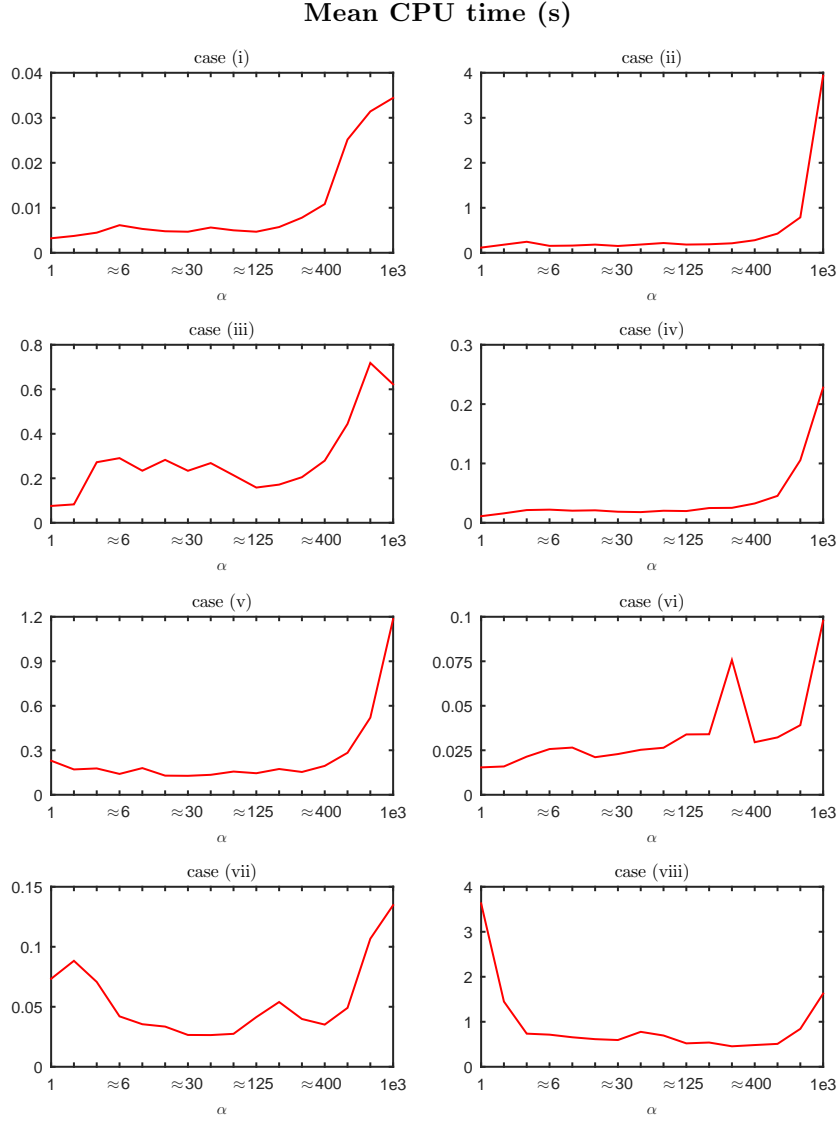 Mean CPU time (s)
case (i)
0.04
0.03
0.02
0.01
0
1 ≈6 ≈30 ≈125 ≈400 1e3
α
case (ii)
4
3
2
1
0
1 ≈6 ≈30 ≈125 ≈400 1e3
α
case (iii)
0.8
0.6
0.4
0.2
0
1 ≈6 ≈30 ≈125 ≈400 1e3
α
case (iv)
0.3
0.2
0.1
0
1 ≈6 ≈30 ≈125 ≈400 1e3
α
case (v)
1.2
0.9
0.6
0.3
0
1 ≈6 ≈30 ≈125 ≈400 1e3
α
case (vi)
0.1
0.075
0.05
0.025
0
1 ≈6 ≈30 ≈125 ≈400 1e3
α
case (vii)
0.15
0.1
0.05
0
1 ≈6 ≈30 ≈125 ≈400 1e3
α
case (viii)
4
3
2
1
0
1 ≈6 ≈30 ≈125 ≈400 1e3
α